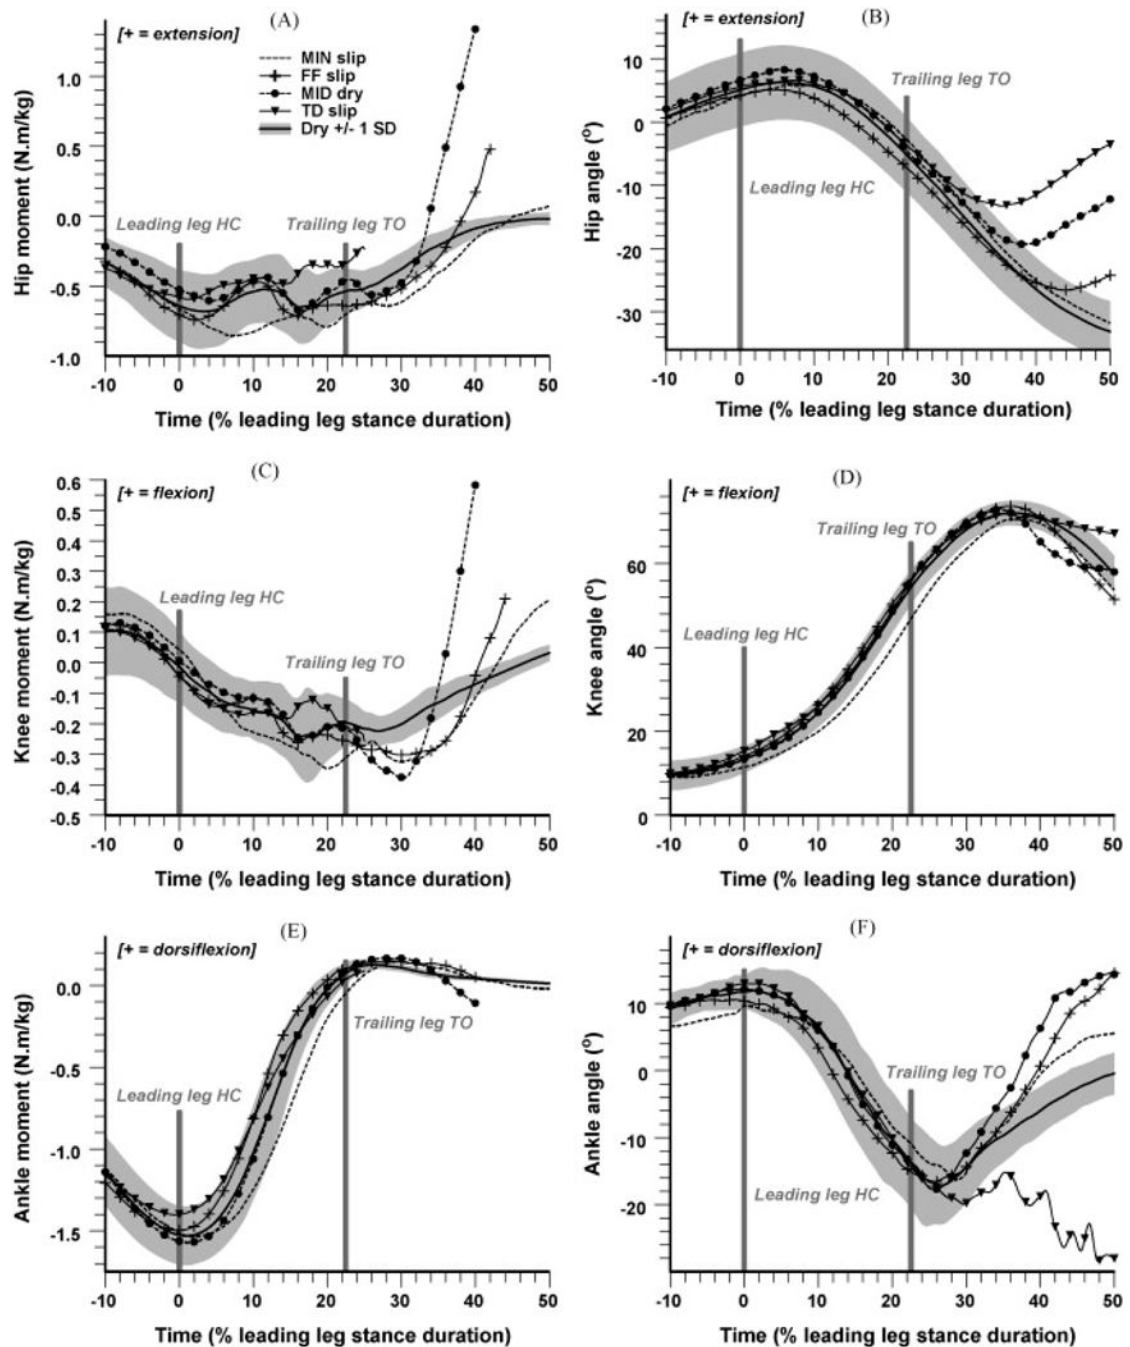 (A)
[+ = extension]
MIN slip
FF slip
MID dry
TD slip
Dry +/- 1 SD
Leading leg HC
Trailing leg TO
Hip moment (N.m/kg)
1.0
0.5
0.0
-0.5
-1.0
-10 0 10 20 30 40 50
Time (% leading leg stance duration)
(B)
[+ = extension]
Trailing leg TO
Leading leg HC
Hip angle (°)
10
0
-10
-20
-30
-10 0 10 20 30 40 50
Time (% leading leg stance duration)
(C)
[+ = flexion]
Leading leg HC
Trailing leg TO
Knee moment (N.m/kg)
0.6
0.5
0.4
0.3
0.2
0.1
0.0
-0.1
-0.2
-0.3
-0.4
-0.5
-10 0 10 20 30 40 50
Time (% leading leg stance duration)
(D)
[+ = flexion]
Trailing leg TO
Leading leg HC
Knee angle (°)
60
40
20
0
-10 0 10 20 30 40 50
Time (% leading leg stance duration)
(E)
[+ = dorsiflexion]
Trailing leg TO
Leading leg HC
Ankle moment (N.m/kg)
0.0
-0.5
-1.0
-1.5
-10 0 10 20 30 40 50
Time (% leading leg stance duration)
(F)
[+ = dorsiflexion]
Trailing leg TO
Leading leg HC
Ankle angle (°)
10
0
-10
-20
-10 0 10 20 30 40 50
Time (% leading leg stance duration)